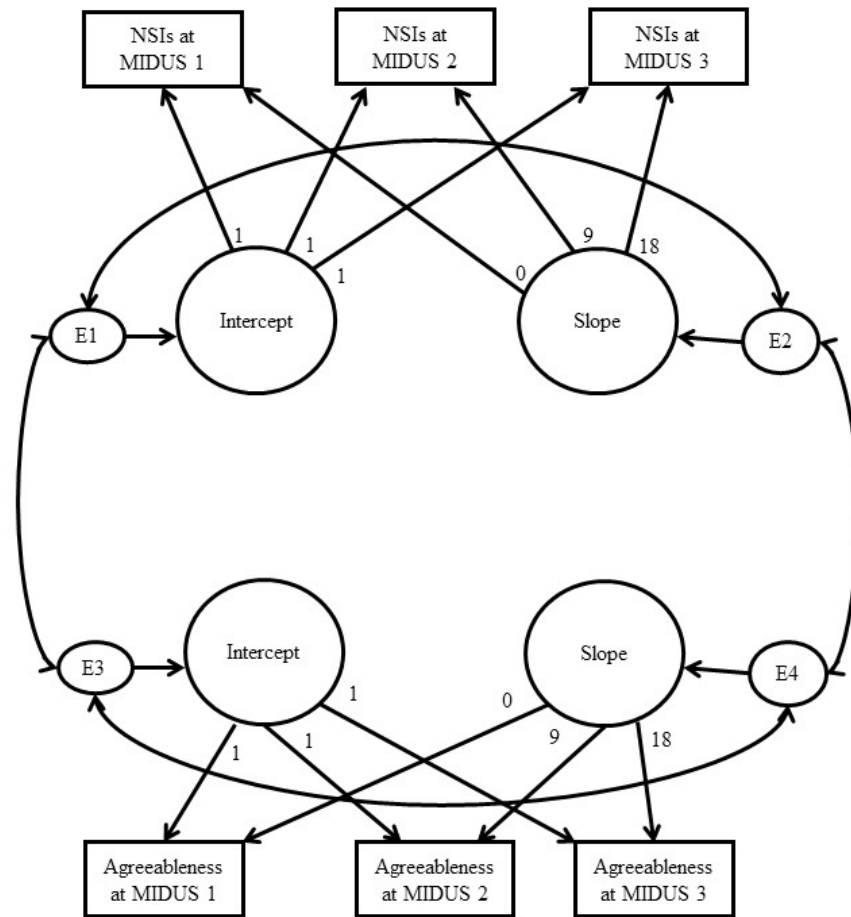 NSIs at
MIDUS 1
NSIs at
MIDUS 2
NSIs at
MIDUS 3
1
1
1
0
9
18
E1
Intercept
Slope
E2
E3
Intercept
Slope
E4
1
1
1
0
9
18
Agreeableness
at MIDUS 1
Agreeableness
at MIDUS 2
Agreeableness
at MIDUS 3